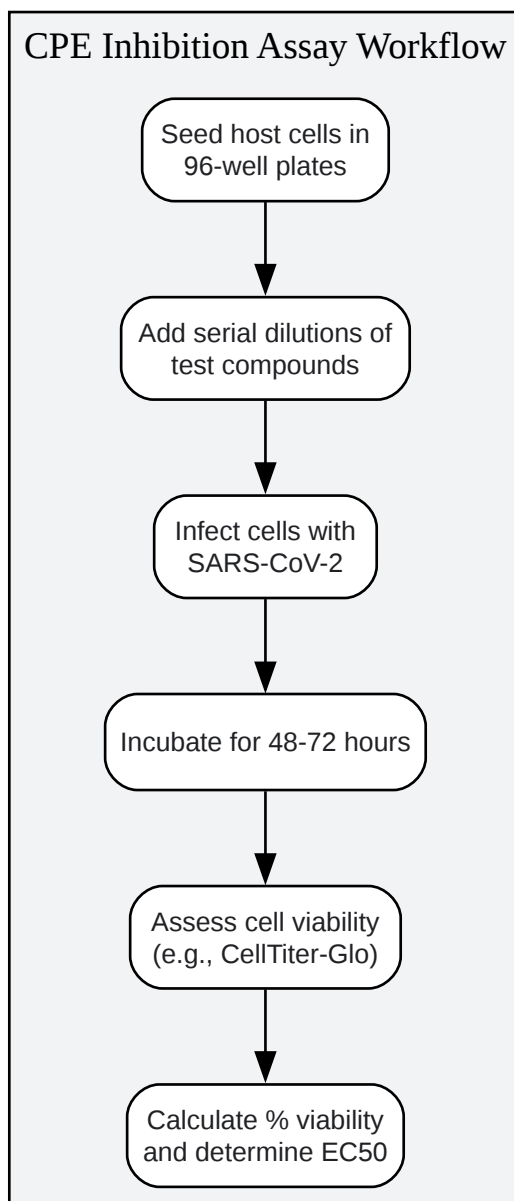 CPE Inhibition Assay Workflow
Seed host cells in
96-well plates
Add serial dilutions of
test compounds
Infect cells with
SARS-CoV-2
Incubate for 48-72 hours
Assess cell viability
(e.g., CellTiter-Glo)
Calculate % viability
and determine EC50